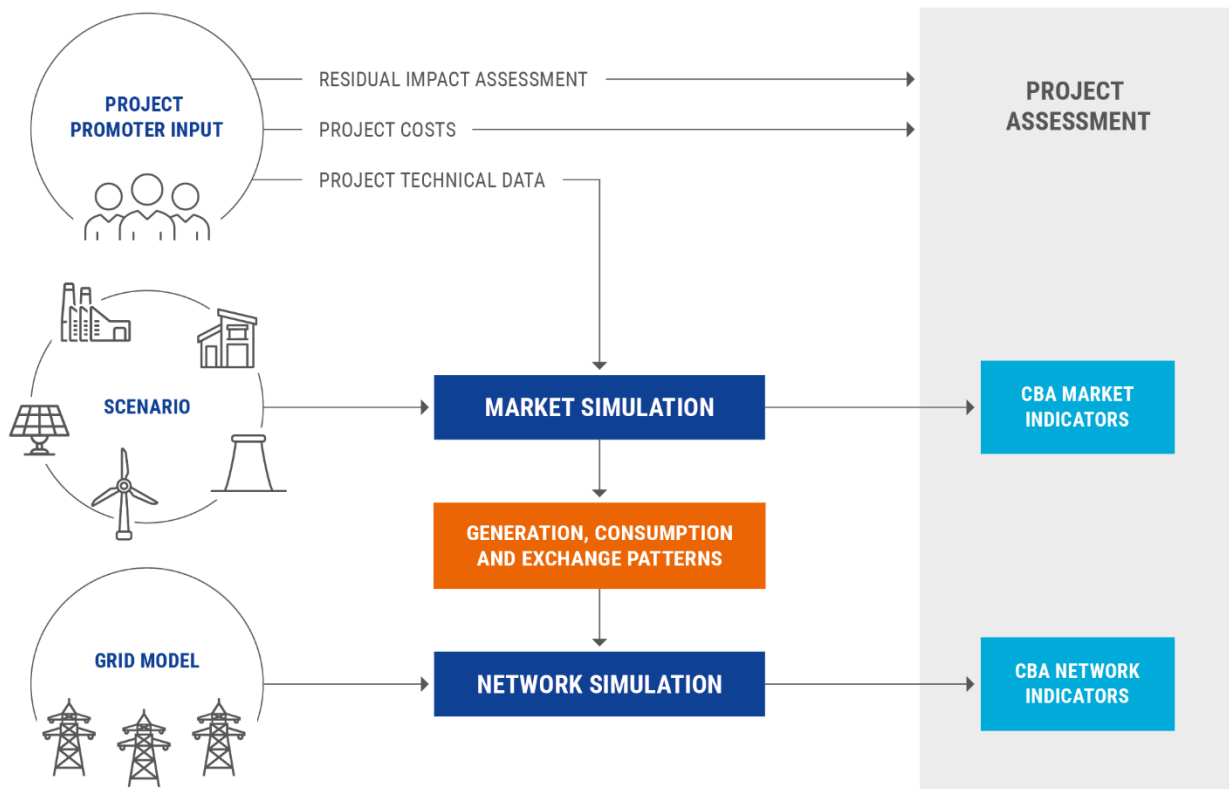 PROJECT
PROMOTER INPUT
RESIDUAL IMPACT ASSESSMENT
PROJECT COSTS
PROJECT TECHNICAL DATA
PROJECT
ASSESSMENT
SCENARIO
MARKET SIMULATION
CBA MARKET
INDICATORS
GENERATION, CONSUMPTION
AND EXCHANGE PATTERNS
GRID MODEL
NETWORK SIMULATION
CBA NETWORK
INDICATORS